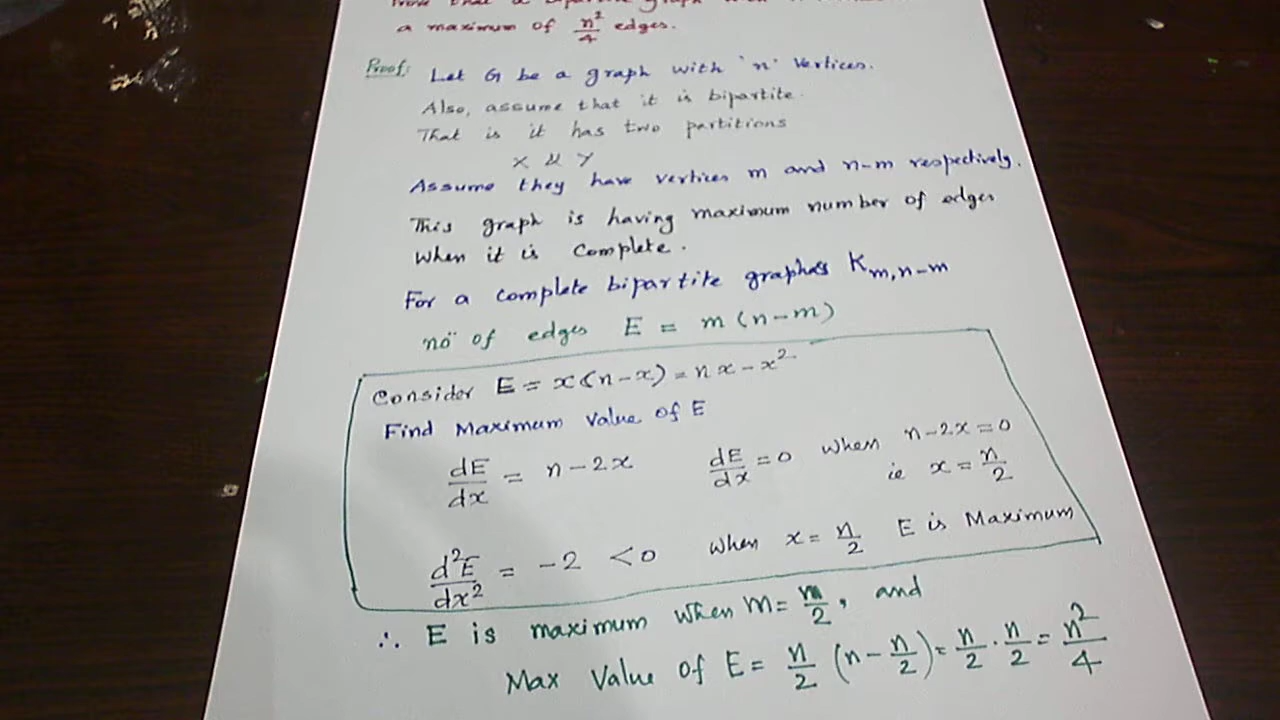 that a bipartite graph with
a maximum of n²/4 edges.
Proof: Let G be a graph with 'n' vertices.
Also, assume that it is bipartite.
That is it has two partitions
X & Y
Assume they have vertices m and n-m respectively.
This graph is having maximum number of edges
when it is complete.
For a complete bipartite graphs K m,n-m
no of edges E = m(n-m)
Consider E = x(n-x) = nx-x²
Find Maximum Value of E
dE/dx = n-2x dE/dx = 0 when n-2x=0
ie x = n/2
d²E/dx² = -2 <0 when x = n/2 E is Maximum
∴ E is maximum when m = m/2, and
Max Value of E = n/2 (n - n/2) = n/2 . n/2 = n²/4